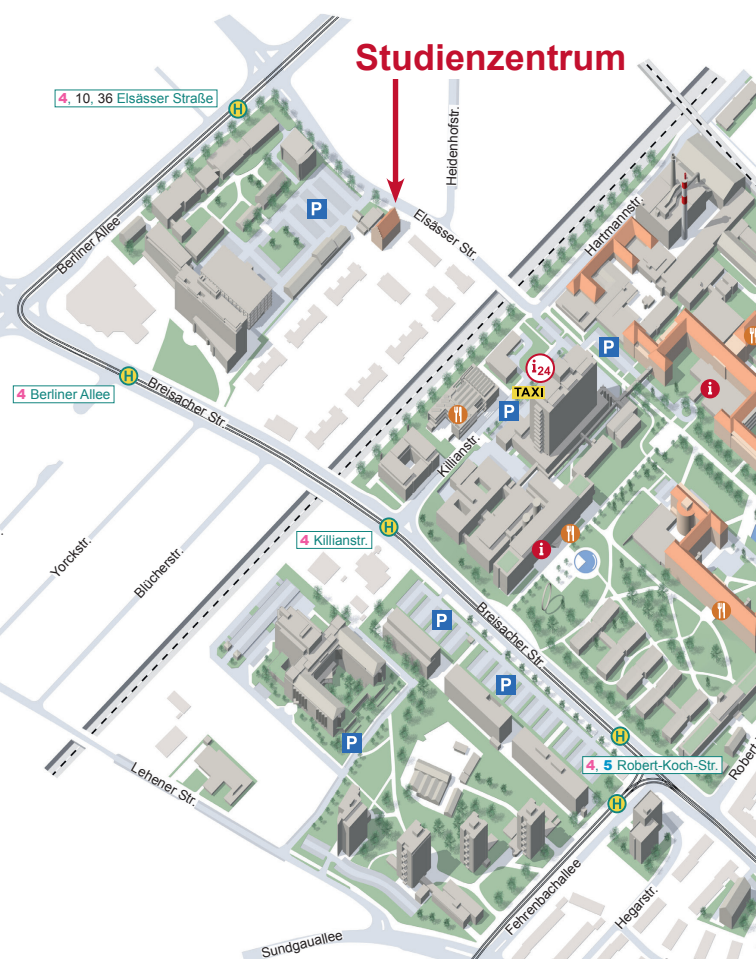 Studienzentrum
4, 10, 36 Elsässer Straße
H
Heidenhofstr.
P
Elsässer Str.
Hartmannstr.
Berliner Allee
P
i24
TAXI
H
4 Berliner Allee
Breisacher Str.
i
P
Killianstr.
H
4 Killianstr.
i
Yorckstr.
Blücherstr.
P
Breisacher Str.
P
H
P
4, 5 Robert-Koch-Str.
Robert
Lehener Str.
H
Fehrenbachallee
Hegarstr.
Sundgauallee